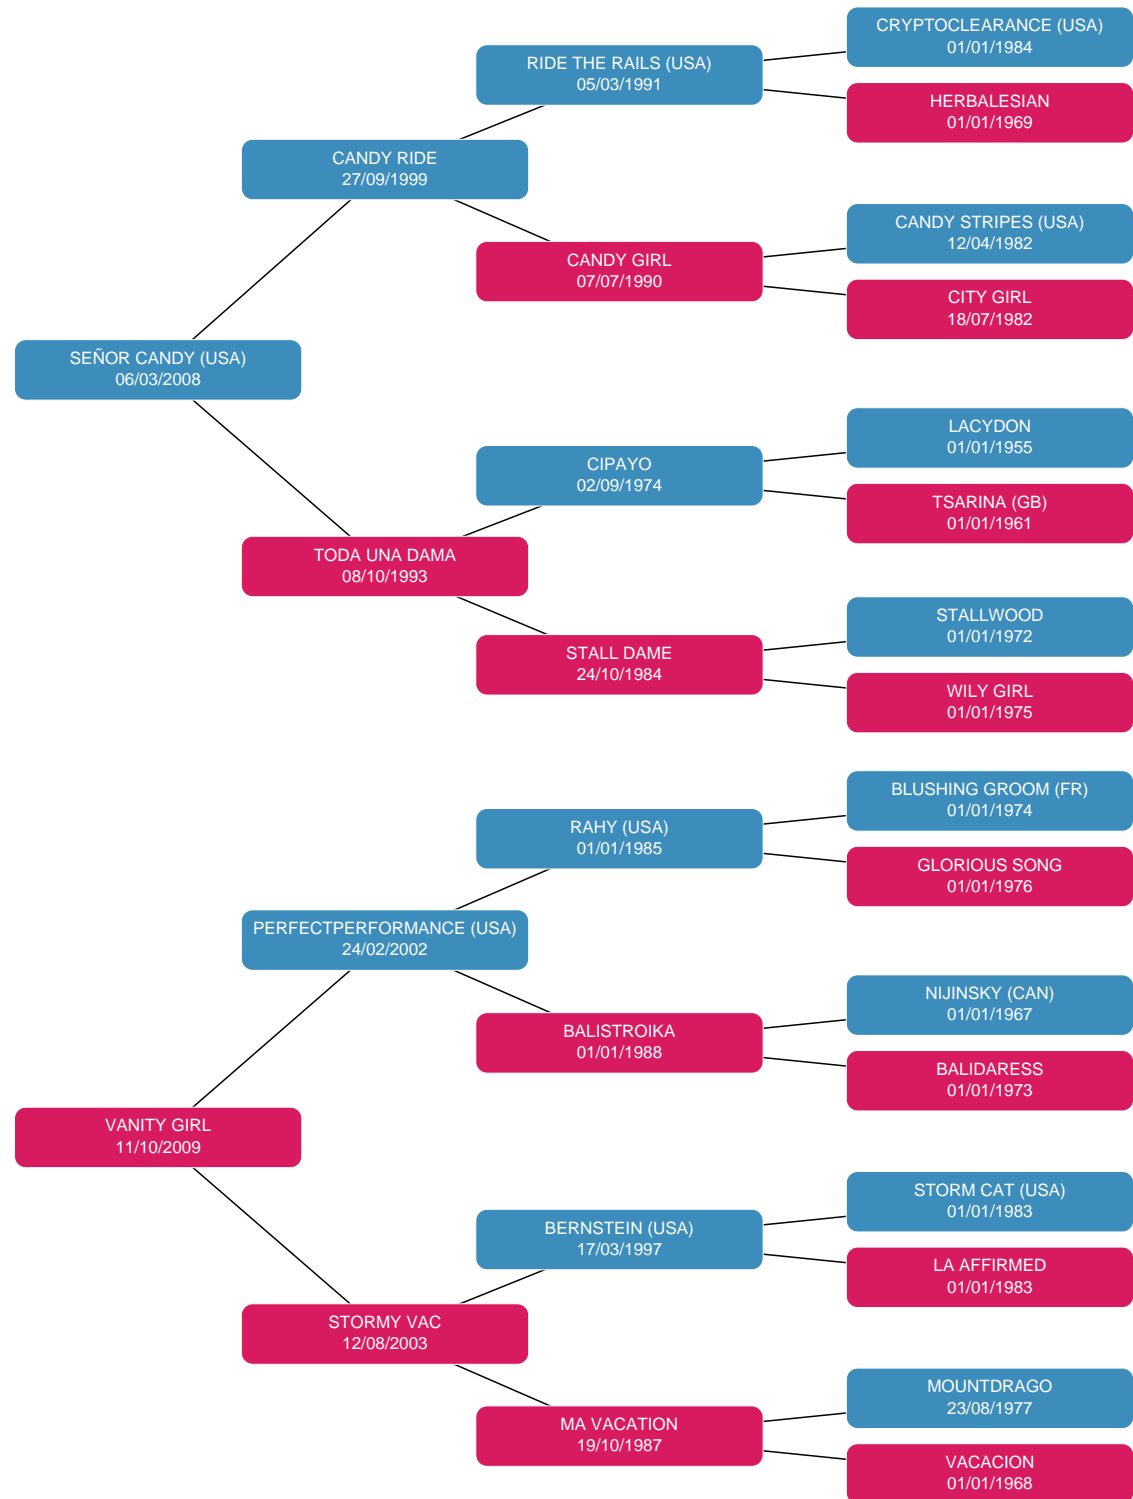 CRYPTOCLEARANCE (USA)
01/01/1984
RIDE THE RAILS (USA)
05/03/1991
HERBALESIAN
01/01/1969
CANDY RIDE
27/09/1999
CANDY STRIPES (USA)
12/04/1982
CANDY GIRL
07/07/1990
CITY GIRL
18/07/1982
SEÑOR CANDY (USA)
06/03/2008
LACYDON
01/01/1955
CIPAYO
02/09/1974
TSARINA (GB)
01/01/1961
TODA UNA DAMA
08/10/1993
STALLWOOD
01/01/1972
STALL DAME
24/10/1984
WILY GIRL
01/01/1975
BLUSHING GROOM (FR)
01/01/1974
RAHY (USA)
01/01/1985
GLORIOUS SONG
01/01/1976
PERFECTPERFORMANCE (USA)
24/02/2002
NIJINSKY (CAN)
01/01/1967
BALISTROIKA
01/01/1988
BALIDARESS
01/01/1973
VANITY GIRL
11/10/2009
STORM CAT (USA)
01/01/1983
BERNSTEIN (USA)
17/03/1997
LA AFFIRMED
01/01/1983
STORMY VAC
12/08/2003
MOUNTDRAGO
23/08/1977
MA VACATION
19/10/1987
VACACION
01/01/1968